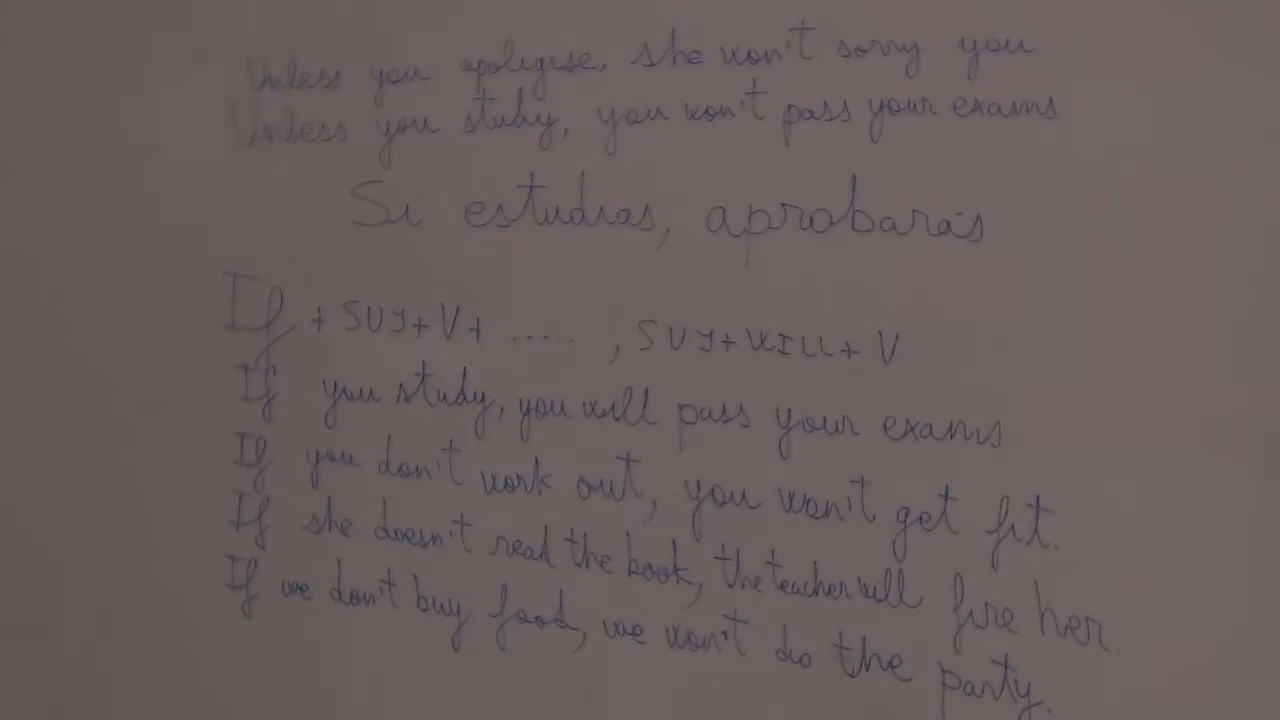 Unless you apoligise, she won't sorry you
Unless you study, you won't pass your exams
Si estudias, aprobarás
If + SUJ + V + ....., SUJ + WILL + V
If you study, you will pass your exams
If you don't work out, you won't get fit.
If she doesn't read the book, the teacher will fire her.
If we don't buy food, we won't do the party.